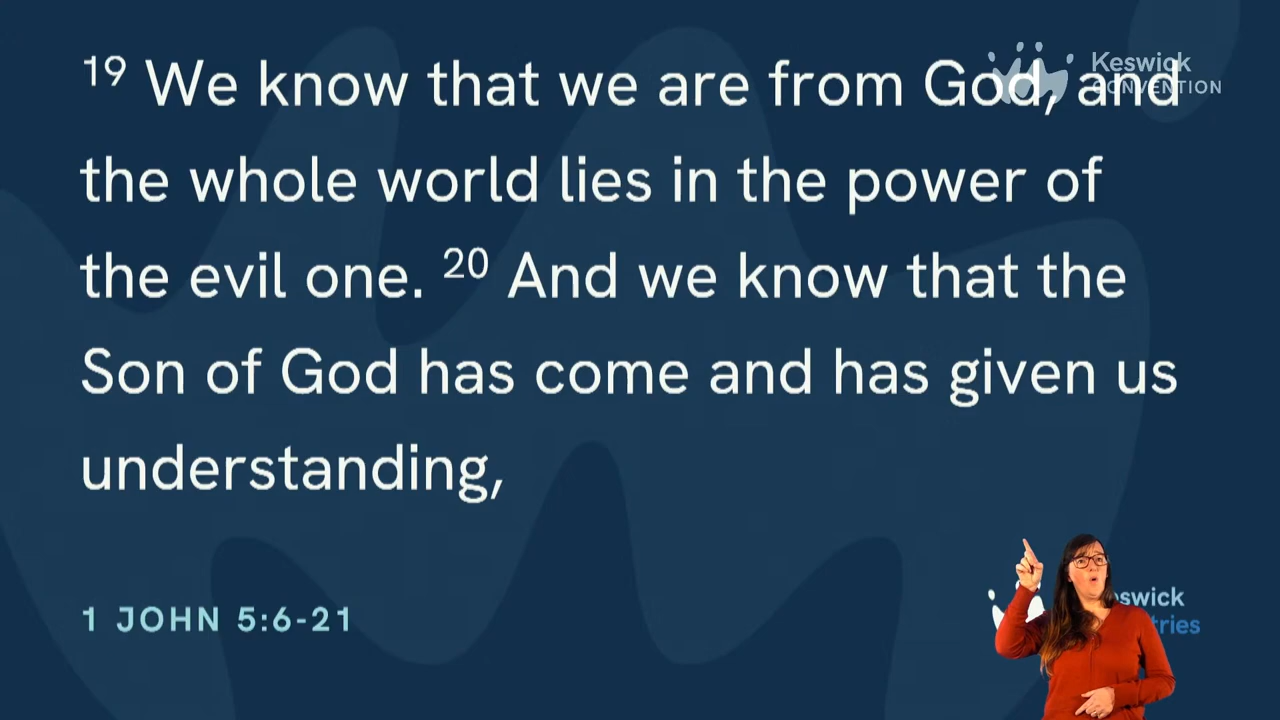 19 We know that we are from God, and
Keswick
CONVENTION
the whole world lies in the power of
the evil one. 20 And we know that the
Son of God has come and has given us
understanding,
1 JOHN 5:6-21
eswick
tries